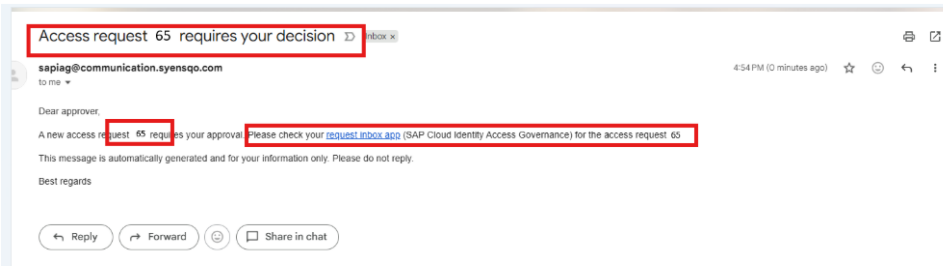 Access request 65 requires your decision Inbox x
sapiag@communication.syensqo.com 4:54 PM (0 minutes ago)
to me
Dear approver,
A new access request 65 requires your approval. Please check your request inbox app (SAP Cloud Identity Access Governance) for the access request 65
This message is automatically generated and for your information only. Please do not reply.
Best regards
Reply Forward Share in chat